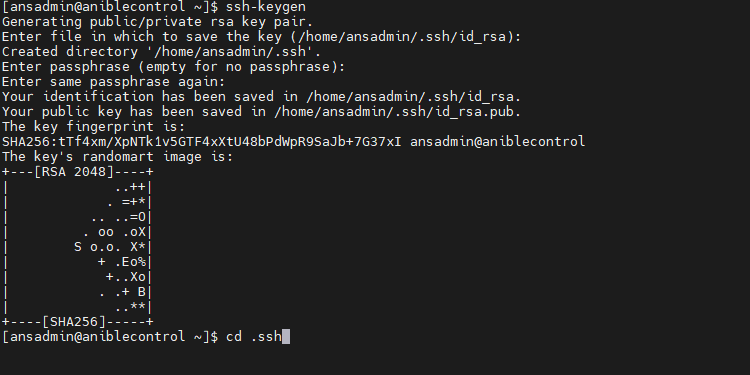 [ansadmin@aniblecontrol ~]$ ssh-keygen
Generating public/private rsa key pair.
Enter file in which to save the key (/home/ansadmin/.ssh/id_rsa):
Created directory '/home/ansadmin/.ssh'.
Enter passphrase (empty for no passphrase):
Enter same passphrase again:
Your identification has been saved in /home/ansadmin/.ssh/id_rsa.
Your public key has been saved in /home/ansadmin/.ssh/id_rsa.pub.
The key fingerprint is:
SHA256:tTf4xm/XpNTk1v5GTF4xXtU48bPdWpR9SaJb+7G37xI ansadmin@aniblecontrol
The key's randomart image is:
+---[RSA 2048]----+
|             ..++|
|            . =+*|
|          .. ..=O|
|         . oo .oX|
|        S o.o. X*|
|           + .Eo%|
|            +..Xo|
|           . .+ B|
|             ..**|
+----[SHA256]-----+
[ansadmin@aniblecontrol ~]$ cd .ssh